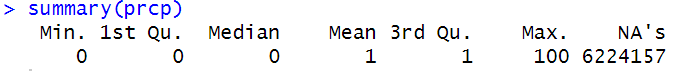 > summary(prcp)
Min. 1st Qu. Median Mean 3rd Qu. Max. NA's
0 0 0 1 1 100 6224157